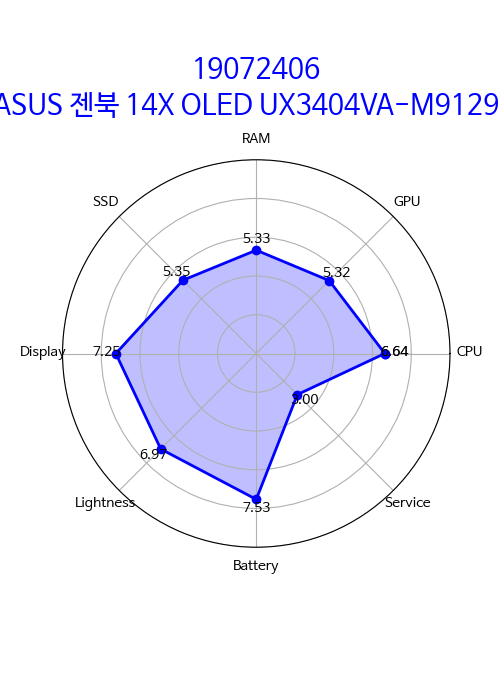 19072406
ASUS 젠북 14X OLED UX3404VA-M9129
RAM
SSD
GPU
5.33
5.35
5.32
Display
7.25
6.64
CPU
3.00
6.97
Lightness
7.53
Service
Battery